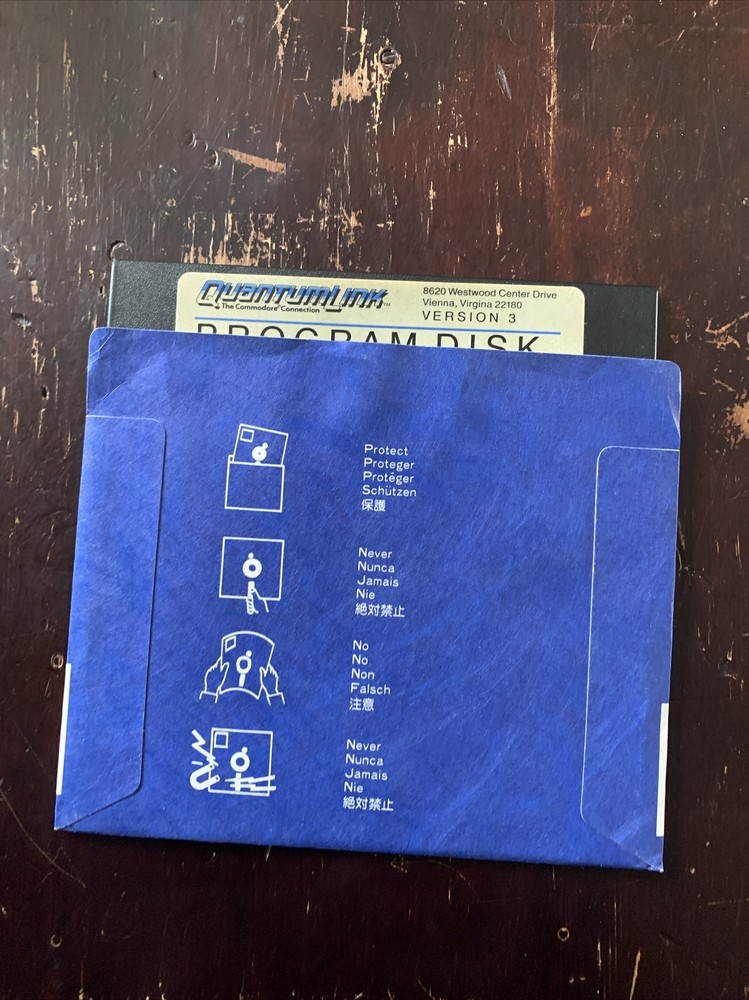 QuantumLink™
The Commodore® Connection
8620 Westwood Center Drive
Vienna, Virgina 22180
VERSION 3
PROGRAM DISK
Protect
Proteger
Protéger
Schützen
保護
Never
Nunca
Jamais
Nie
絶対禁止
No
No
Non
Falsch
注意
Never
Nunca
Jamais
Nie
絶対禁止